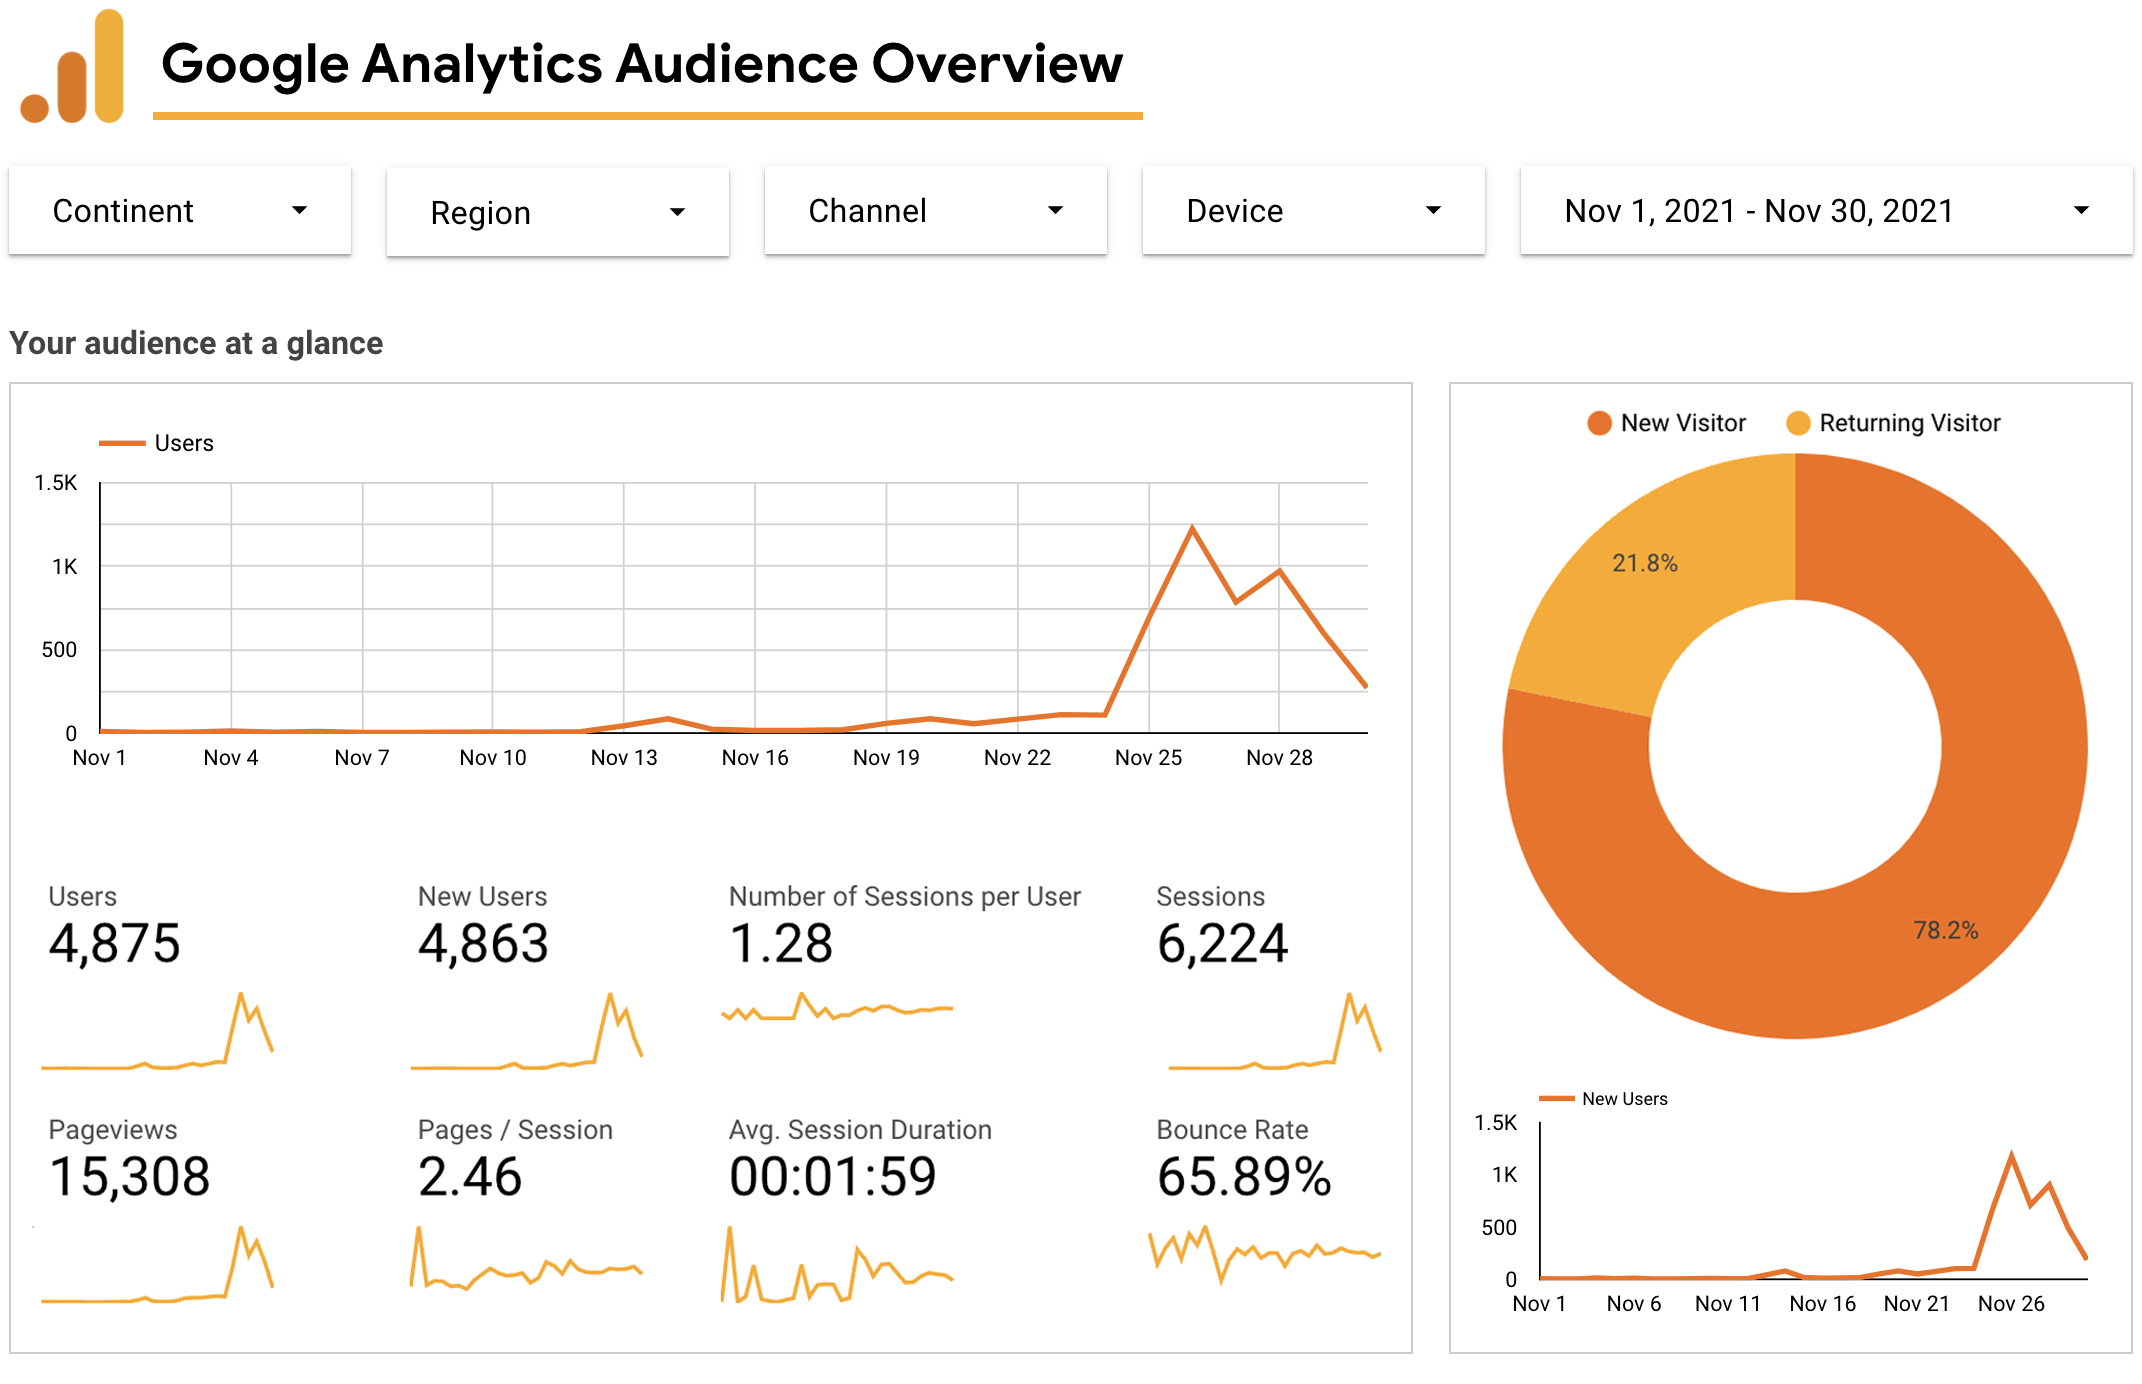 Google Analytics Audience Overview
Continent
Region
Channel
Device
Nov 1, 2021 - Nov 30, 2021
Your audience at a glance
Users
1.5K
1K
500
0
Nov 1 Nov 4 Nov 7 Nov 10 Nov 13 Nov 16 Nov 19 Nov 22 Nov 25 Nov 28
Users
4,875
New Users
4,863
Number of Sessions per User
1.28
Sessions
6,224
Pageviews
15,308
Pages / Session
2.46
Avg. Session Duration
00:01:59
Bounce Rate
65.89%
New Visitor Returning Visitor
21.8%
78.2%
New Users
1.5K
1K
500
0
Nov 1 Nov 6 Nov 11 Nov 16 Nov 21 Nov 26